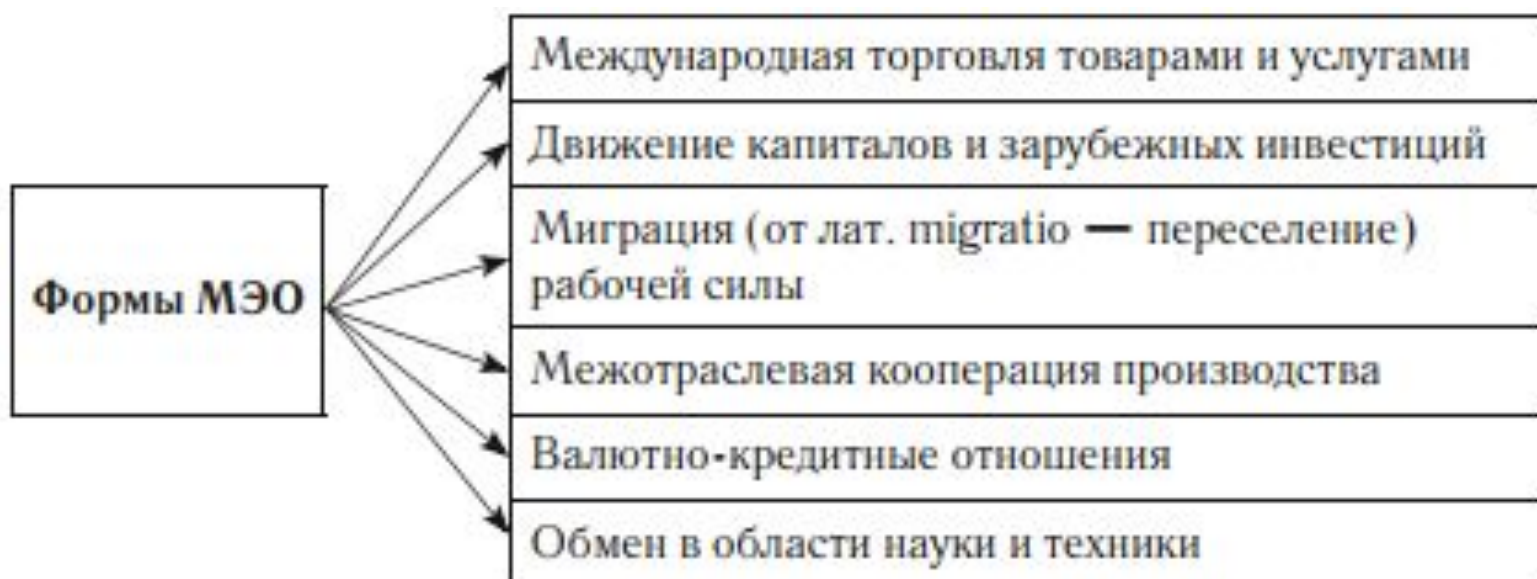 Формы МЭО
Международная торговля товарами и услугами
Движение капиталов и зарубежных инвестиций
Миграция (от лат. migratio — переселение)
рабочей силы
Межотраслевая кооперация производства
Валютно-кредитные отношения
Обмен в области науки и техники